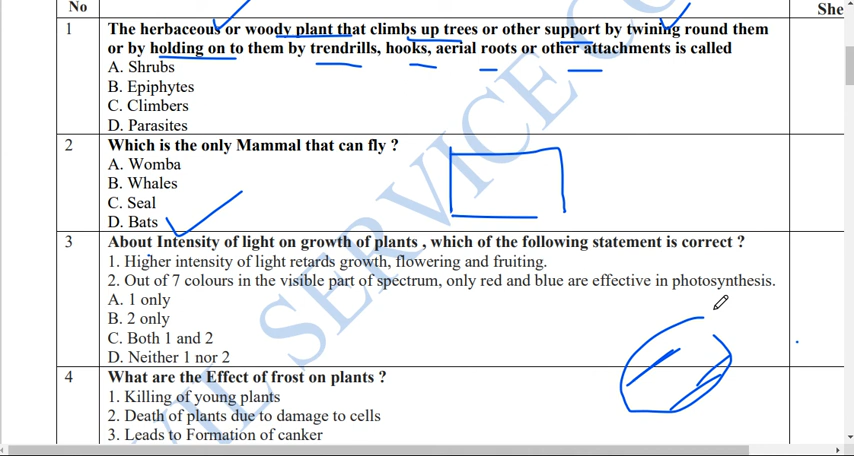 No
She
1
The herbaceous or woody plant that climbs up trees or other support by twining round them
or by holding on to them by trendrills, hooks, aerial roots or other attachments is called
A. Shrubs
B. Epiphytes
C. Climbers
D. Parasites
2
Which is the only Mammal that can fly ?
A. Womba
B. Whales
C. Seal
D. Bats
3
About Intensity of light on growth of plants , which of the following statement is correct ?
1. Higher intensity of light retards growth, flowering and fruiting.
2. Out of 7 colours in the visible part of spectrum, only red and blue are effective in photosynthesis.
A. 1 only
B. 2 only
C. Both 1 and 2
D. Neither 1 nor 2
4
What are the Effect of frost on plants ?
1. Killing of young plants
2. Death of plants due to damage to cells
3. Leads to Formation of canker
VIL SERVICE CO